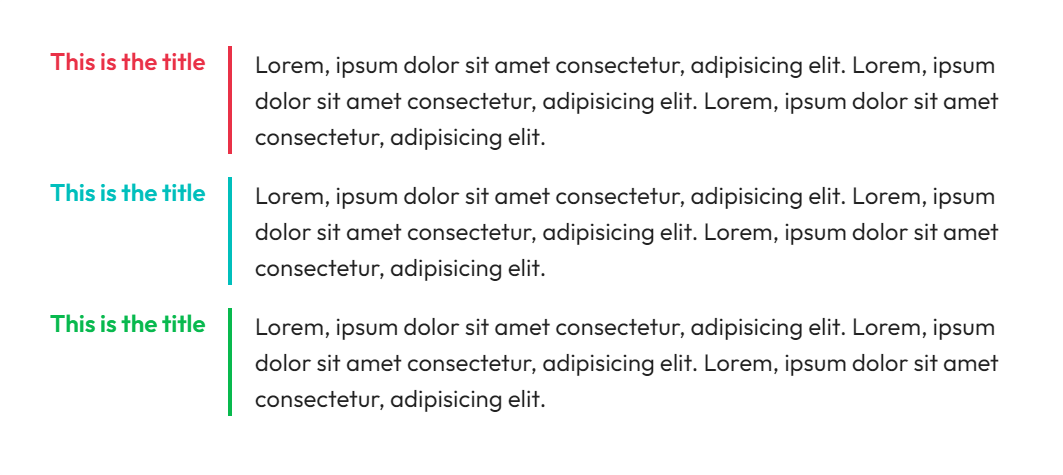 This is the title
Lorem, ipsum dolor sit amet consectetur, adipisicing elit. Lorem, ipsum
dolor sit amet consectetur, adipisicing elit. Lorem, ipsum dolor sit amet
consectetur, adipisicing elit.
This is the title
Lorem, ipsum dolor sit amet consectetur, adipisicing elit. Lorem, ipsum
dolor sit amet consectetur, adipisicing elit. Lorem, ipsum dolor sit amet
consectetur, adipisicing elit.
This is the title
Lorem, ipsum dolor sit amet consectetur, adipisicing elit. Lorem, ipsum
dolor sit amet consectetur, adipisicing elit. Lorem, ipsum dolor sit amet
consectetur, adipisicing elit.